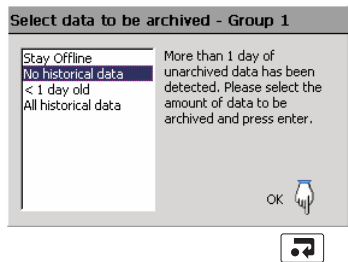 Select data to be archived - Group 1
Stay Offline
No historical data
< 1 day old
All historical data
More than 1 day of
unarchived data has been
detected. Please select the
amount of data to be
archived and press enter.
OK